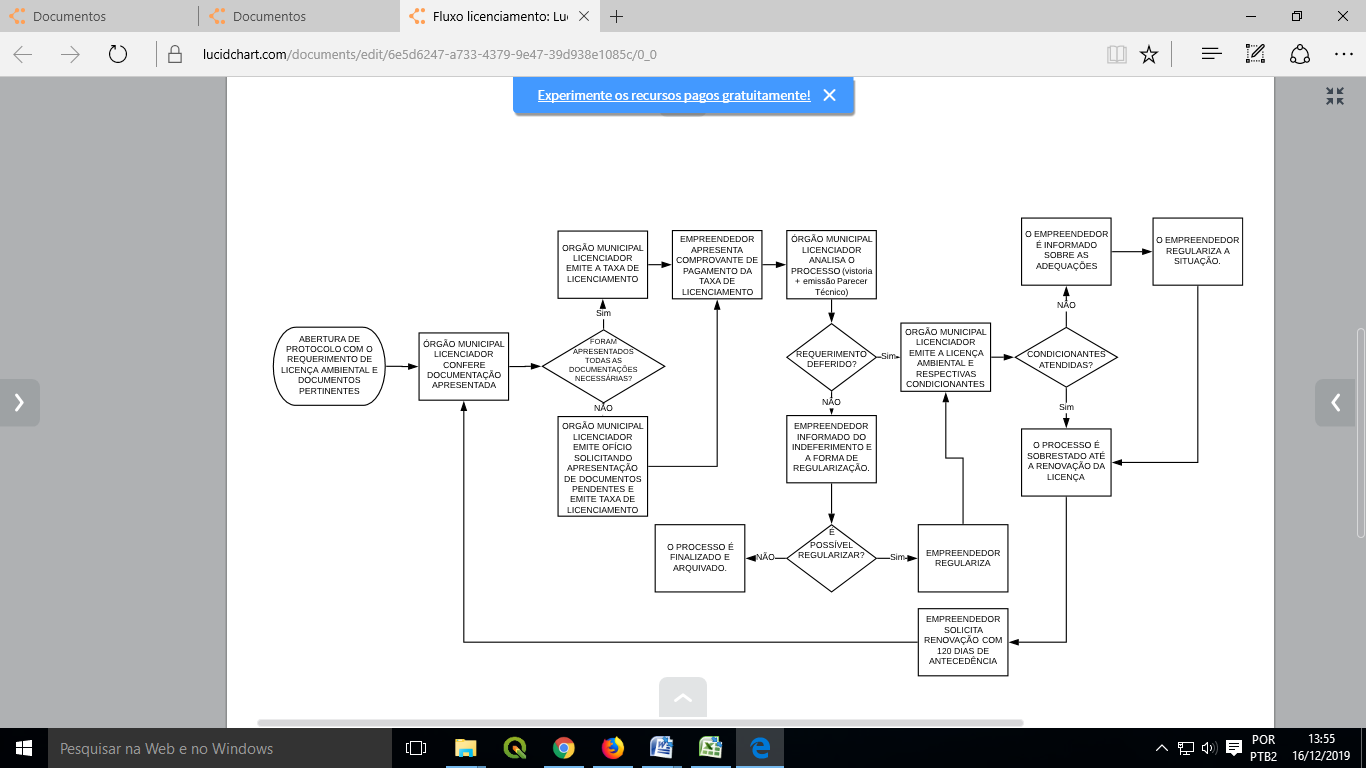 Documentos
Documentos
Fluxo licenciamento: Luc
lucidchart.com/documents/edit/6e5d6247-a733-4379-9e47-39d938e1085c/0_0
Experimente os recursos pagos gratuitamente!
ABERTURA DE
PROTOCOLO COM O
REQUERIMENTO DE
LICENÇA AMBIENTAL E
DOCUMENTOS
PERTINENTES
ÓRGÃO MUNICIPAL
LICENCIADOR
CONFERE
DOCUMENTAÇÃO
APRESENTADA
FORAM
APRESENTADOS
TODAS AS
DOCUMENTAÇÕES
NECESSÁRIAS?
Sim
ORGÃO MUNICIPAL
LICENCIADOR
EMITE A TAXA DE
LICENCIAMENTO
NÃO
ORGÃO MUNICIPAL
LICENCIADOR
EMITE OFÍCIO
SOLICITANDO
APRESENTAÇÃO
DE DOCUMENTOS
PENDENTES E
EMITE TAXA DE
LICENCIAMENTO
EMPREENDEDOR
APRESENTA
COMPROVANTE DE
PAGAMENTO DA
TAXA DE
LICENCIAMENTO
ÓRGÃO MUNICIPAL
LICENCIADOR
ANALISA O
PROCESSO (vistoria
+ emissão Parecer
Técnico)
REQUERIMENTO
DEFERIDO?
Sim
NÃO
ORGÃO MUNICIPAL
LICENCIADOR
EMITE A LICENÇA
AMBIENTAL E
RESPECTIVAS
CONDICIONANTES
EMPREENDEDOR
INFORMADO DO
INDEFERIMENTO E
A FORMA DE
REGULARIZAÇÃO.
É
POSSÍVEL
REGULARIZAR?
NÃO
O PROCESSO É
FINALIZADO E
ARQUIVADO.
Sim
EMPREENDEDOR
REGULARIZA
CONDICIONANTES
ATENDIDAS?
NÃO
O EMPREENDEDOR
É INFORMADO
SOBRE AS
ADEQUAÇÕES
O EMPREENDEDOR
REGULARIZA A
SITUAÇÃO.
Sim
O PROCESSO É
SOBRESTADO ATÉ
A RENOVAÇÃO DA
LICENÇA
EMPREENDEDOR
SOLICITA
RENOVAÇÃO COM
120 DIAS DE
ANTECEDÊNCIA
Pesquisar na Web e no Windows
POR
PTB2
13:55
16/12/2019